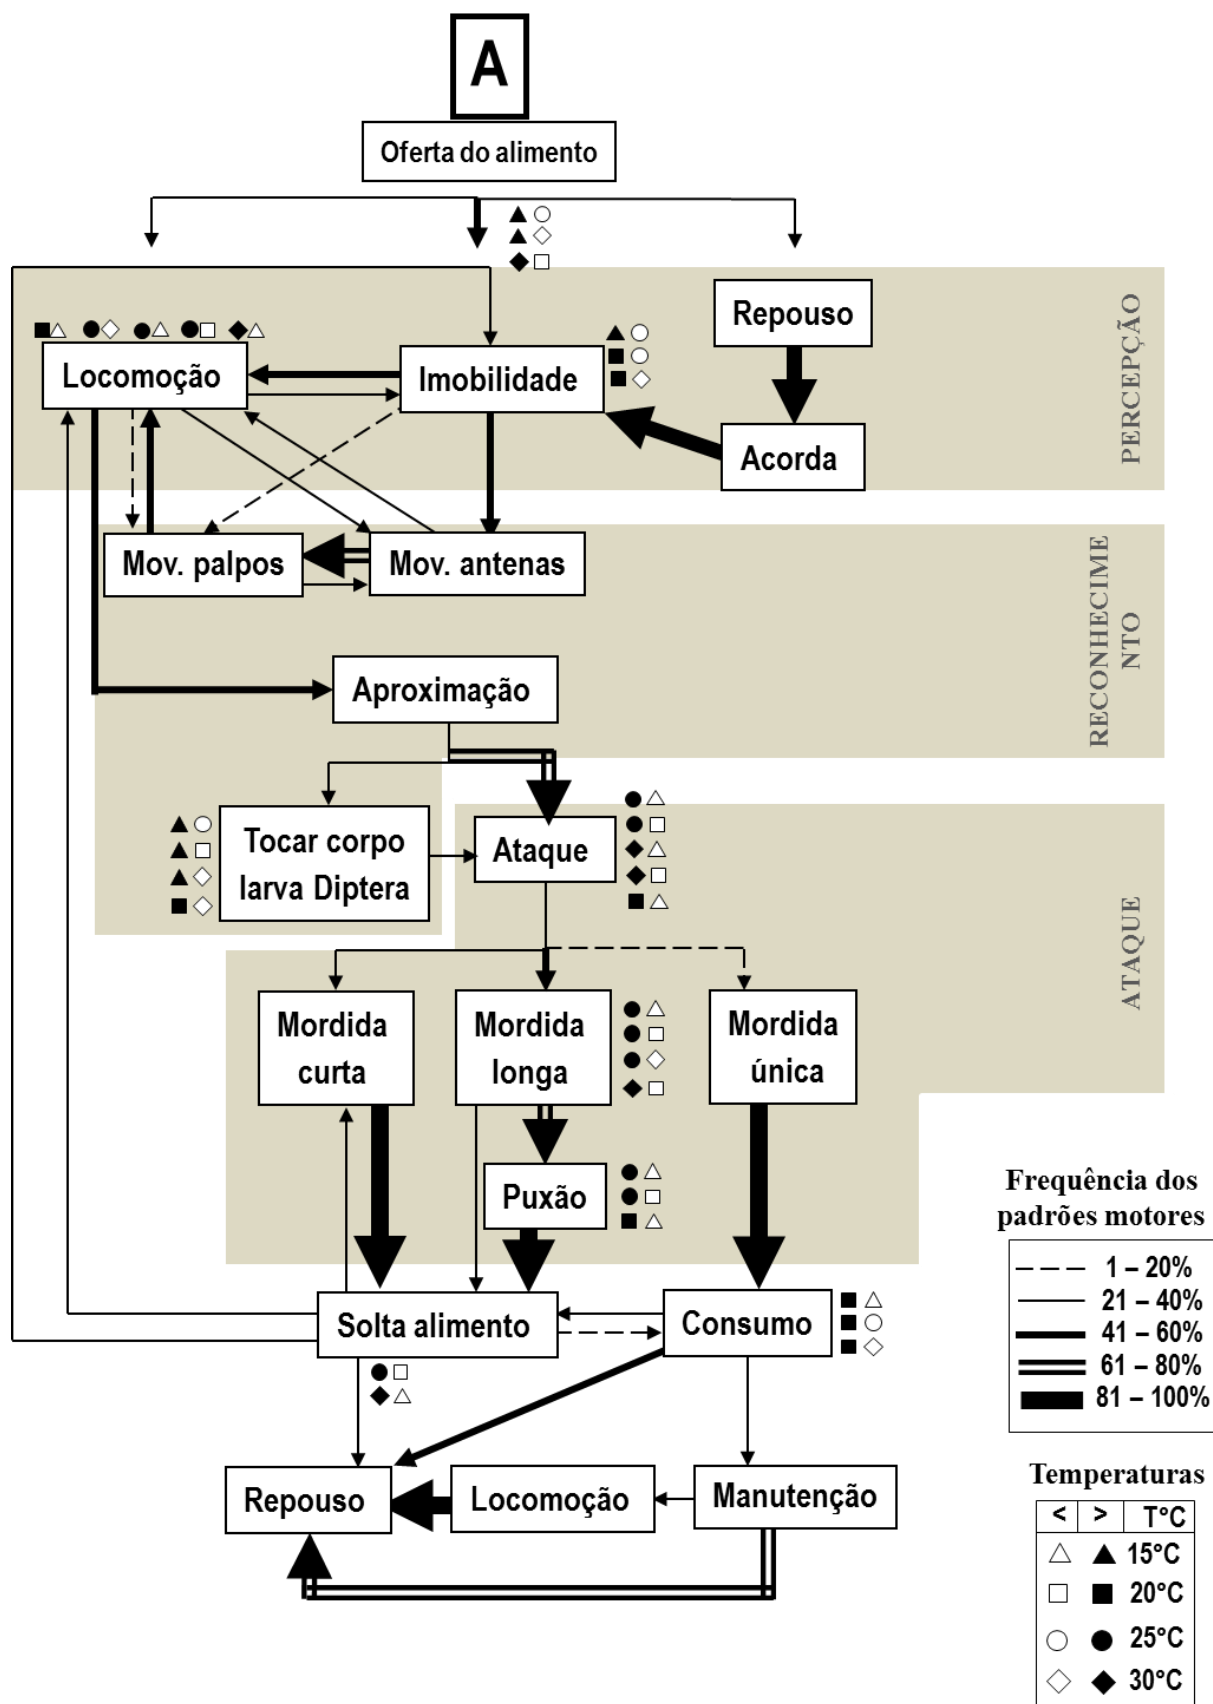 A
Oferta do alimento
Repouso
Locomoção
Imobilidade
Acorda
PERCEPÇÃO
Mov. palpos
Mov. antenas
Aproximação
RECONHECIME
NTO
Tocar corpo
larva Diptera
Ataque
ATAQUE
Mordida
curta
Mordida
longa
Mordida
única
Puxão
Solta alimento
Consumo
Repouso
Locomoção
Manutenção
Frequência dos
padrões motores
1 – 20%
21 – 40%
41 – 60%
61 – 80%
81 – 100%
Temperaturas
< > T°C
15°C
20°C
25°C
30°C